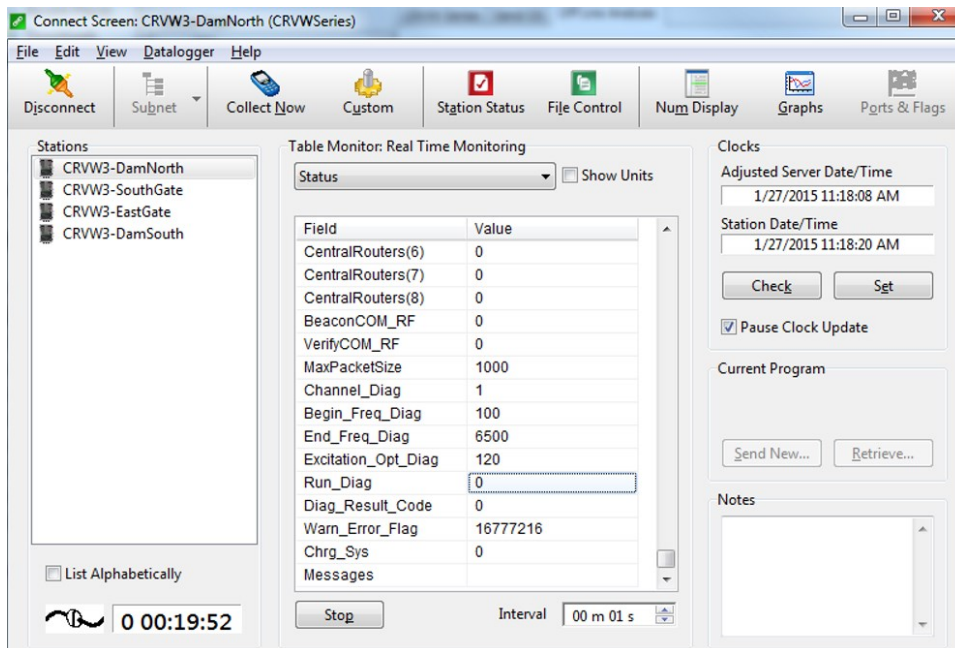 Connect Screen: CRVW3-DamNorth (CRVWSeries)
File Edit View Datalogger Help
Disconnect Subnet Collect Now Custom Station Status File Control Num Display Graphs Ports & Flags
Stations
CRVW3-DamNorth
CRVW3-SouthGate
CRVW3-EastGate
CRVW3-DamSouth
List Alphabetically
0 00:19:52
Table Monitor: Real Time Monitoring
Status Show Units
Field Value
CentralRouters(6) 0
CentralRouters(7) 0
CentralRouters(8) 0
BeaconCOM_RF 0
VerifyCOM_RF 0
MaxPacketSize 1000
Channel_Diag 1
Begin_Freq_Diag 100
End_Freq_Diag 6500
Excitation_Opt_Diag 120
Run_Diag 0
Diag_Result_Code 0
Warn_Error_Flag 16777216
Chrg_Sys 0
Messages
Stop Interval 00 m 01 s
Clocks
Adjusted Server Date/Time
1/27/2015 11:18:08 AM
Station Date/Time
1/27/2015 11:18:20 AM
Check Set
Pause Clock Update
Current Program
Send New... Retrieve...
Notes